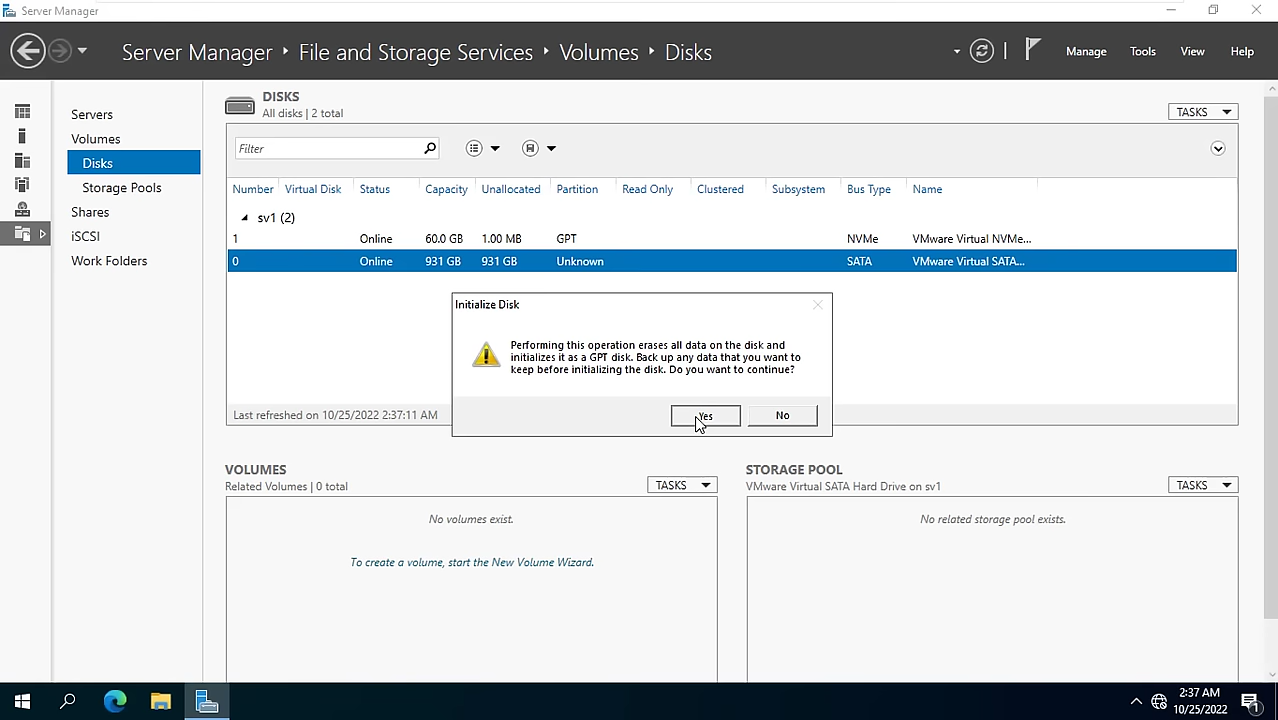 Server Manager
Server Manager ‣ File and Storage Services ‣ Volumes ‣ Disks
Manage Tools View Help
Servers
Volumes
Disks
Storage Pools
Shares
iSCSI
Work Folders
DISKS
All disks | 2 total
TASKS
Filter
Number Virtual Disk Status Capacity Unallocated Partition Read Only Clustered Subsystem Bus Type Name
sv1 (2)
1 Online 60.0 GB 1.00 MB GPT NVMe VMware Virtual NVMe...
0 Online 931 GB 931 GB Unknown SATA VMware Virtual SATA...
Initialize Disk
Performing this operation erases all data on the disk and
initializes it as a GPT disk. Back up any data that you want to
keep before initializing the disk. Do you want to continue?
Yes No
Last refreshed on 10/25/2022 2:37:11 AM
VOLUMES
Related Volumes | 0 total
TASKS
No volumes exist.
To create a volume, start the New Volume Wizard.
STORAGE POOL
VMware Virtual SATA Hard Drive on sv1
TASKS
No related storage pool exists.
2:37 AM
10/25/2022
1